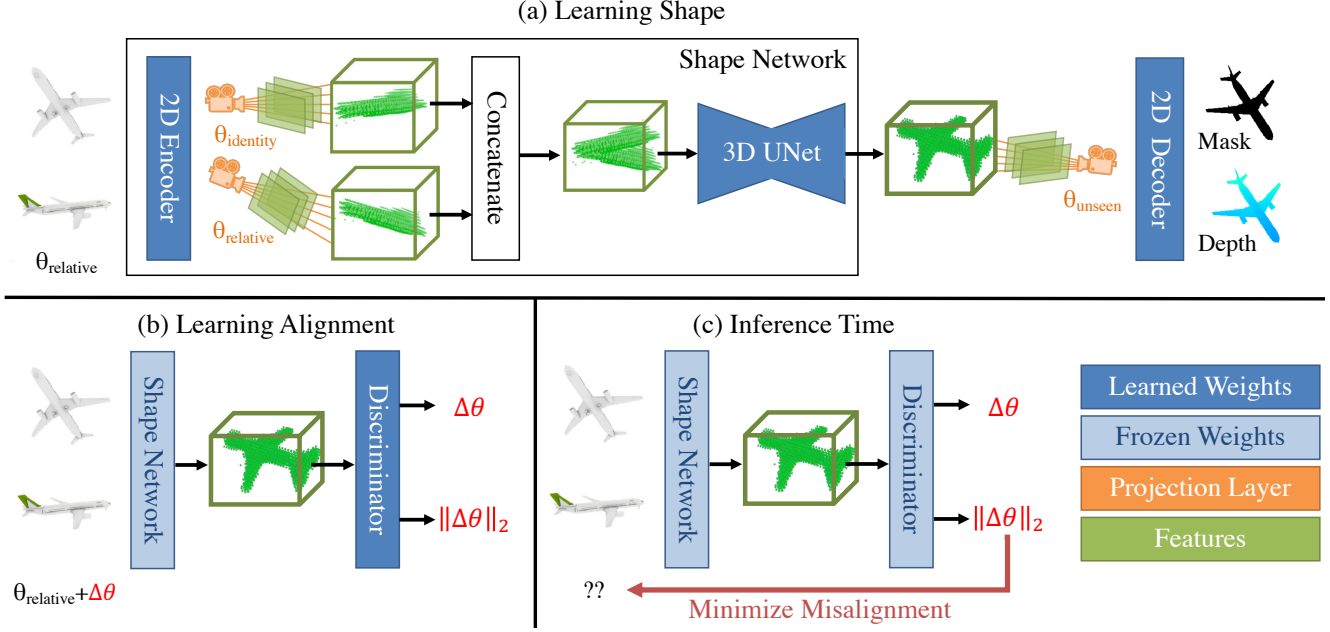 (a) Learning Shape
Shape Network
2D Encoder
θidentity
θrelative
Concatenate
3D UNet
θunseen
2D Decoder
Mask
Depth
θrelative
(b) Learning Alignment
Shape Network
Discriminator
Δθ
‖Δθ‖₂
θrelative+Δθ
(c) Inference Time
Shape Network
Discriminator
Δθ
‖Δθ‖₂
??
Minimize Misalignment
Learned Weights
Frozen Weights
Projection Layer
Features